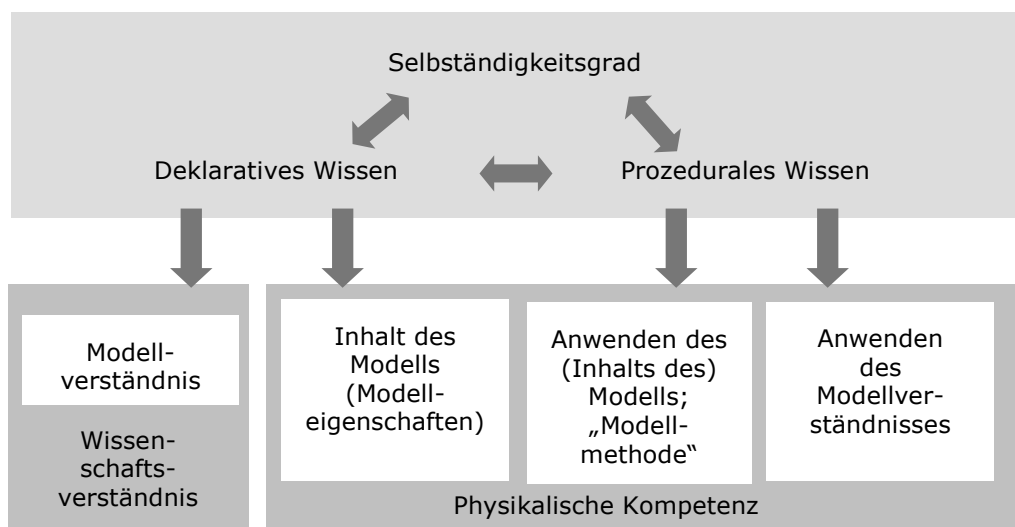 Selbständigkeitsgrad
Deklaratives Wissen
Prozedurales Wissen
Modell-
verständnis
Wissen-
schafts-
verständnis
Inhalt des
Modells
(Modell-
eigenschaften)
Anwenden des
(Inhalts des)
Modells;
„Modell-
methode“
Anwenden
des
Modellver-
ständnisses
Physikalische Kompetenz